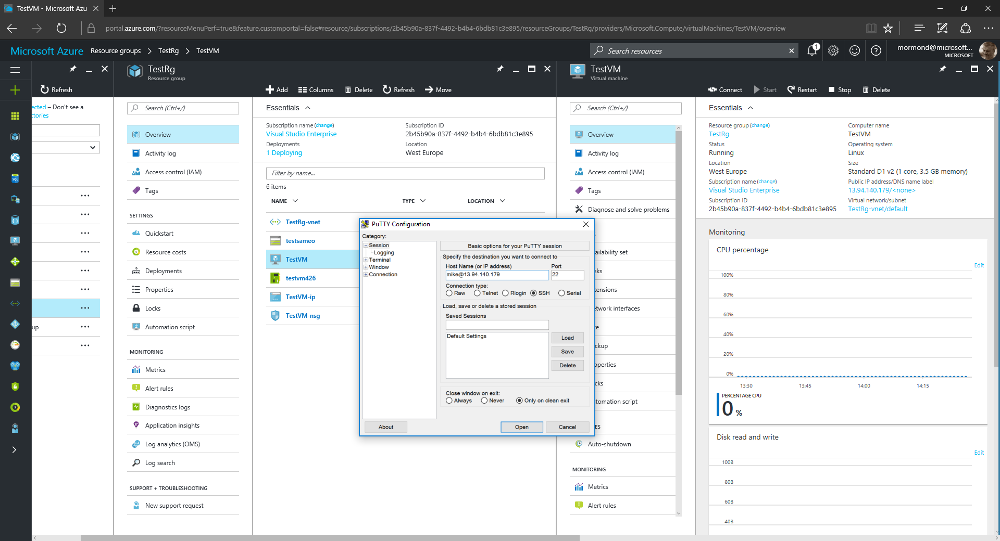 TestVM - Microsoft Azu
portal.azure.com/?resourceMenuPerf=true&feature.customportal=false#resource/subscriptions/2b45b90a-837f-4492-b4b4-6bdb81c3e895/resourceGroups/TestRg/providers/Microsoft.Compute/virtualMachines/TestVM/overview
Microsoft Azure Resource groups > TestRg > TestVM
Search resources
1
mormond@microsoft...
MICROSOFT
Refresh
ected – Don't see a
ctories
up
TestRg
Resource group
Add Columns Delete Refresh Move
Search (Ctrl+/)
Overview
Activity log
Access control (IAM)
Tags
SETTINGS
Quickstart
Resource costs
Deployments
Properties
Locks
Automation script
MONITORING
Metrics
Alert rules
Diagnostics logs
Application insights
Log analytics (OMS)
Log search
SUPPORT + TROUBLESHOOTING
New support request
Essentials
Subscription name (change)
Visual Studio Enterprise
Deployments
1 Deploying
Subscription ID
2b45b90a-837f-4492-b4b4-6bdb81c3e895
Location
West Europe
Filter by name...
6 items
NAME TYPE LOCATION
TestRg-vnet
testsameo
TestVM
testvm426
TestVM-ip
TestVM-nsg
PuTTY Configuration
Category:
Session
Logging
Terminal
Window
Connection
Basic options for your PuTTY session
Specify the destination you want to connect to
Host Name (or IP address) Port
mike@13.94.140.179 22
Connection type:
Raw Telnet Rlogin SSH Serial
Load, save or delete a stored session
Saved Sessions
Default Settings
Load
Save
Delete
Close window on exit:
Always Never Only on clean exit
About Open Cancel
TestVM
Virtual machine
Connect Start Restart Stop Delete
Search (Ctrl+/)
Overview
Activity log
Access control (IAM)
Tags
Diagnose and solve problems
s
ailability set
sks
tensions
etwork interfaces
ze
ckup
operties
cks
tomation script
ES
Auto-shutdown
MONITORING
Metrics
Alert rules
Essentials
Resource group (change)
TestRg
Status
Running
Location
West Europe
Subscription name (change)
Visual Studio Enterprise
Subscription ID
2b45b90a-837f-4492-b4b4-6bdb81c3e895
Computer name
TestVM
Operating system
Linux
Size
Standard D1 v2 (1 core, 3.5 GB memory)
Public IP address/DNS name label
13.94.140.179/<none>
Virtual network/subnet
TestRg-vnet/default
Monitoring
CPU percentage
Edit
100%
80%
60%
40%
20%
0%
13:30 13:45 14:00 14:15
PERCENTAGE CPU
0 %
Disk read and write
Edit
100B
80B
60B
40B